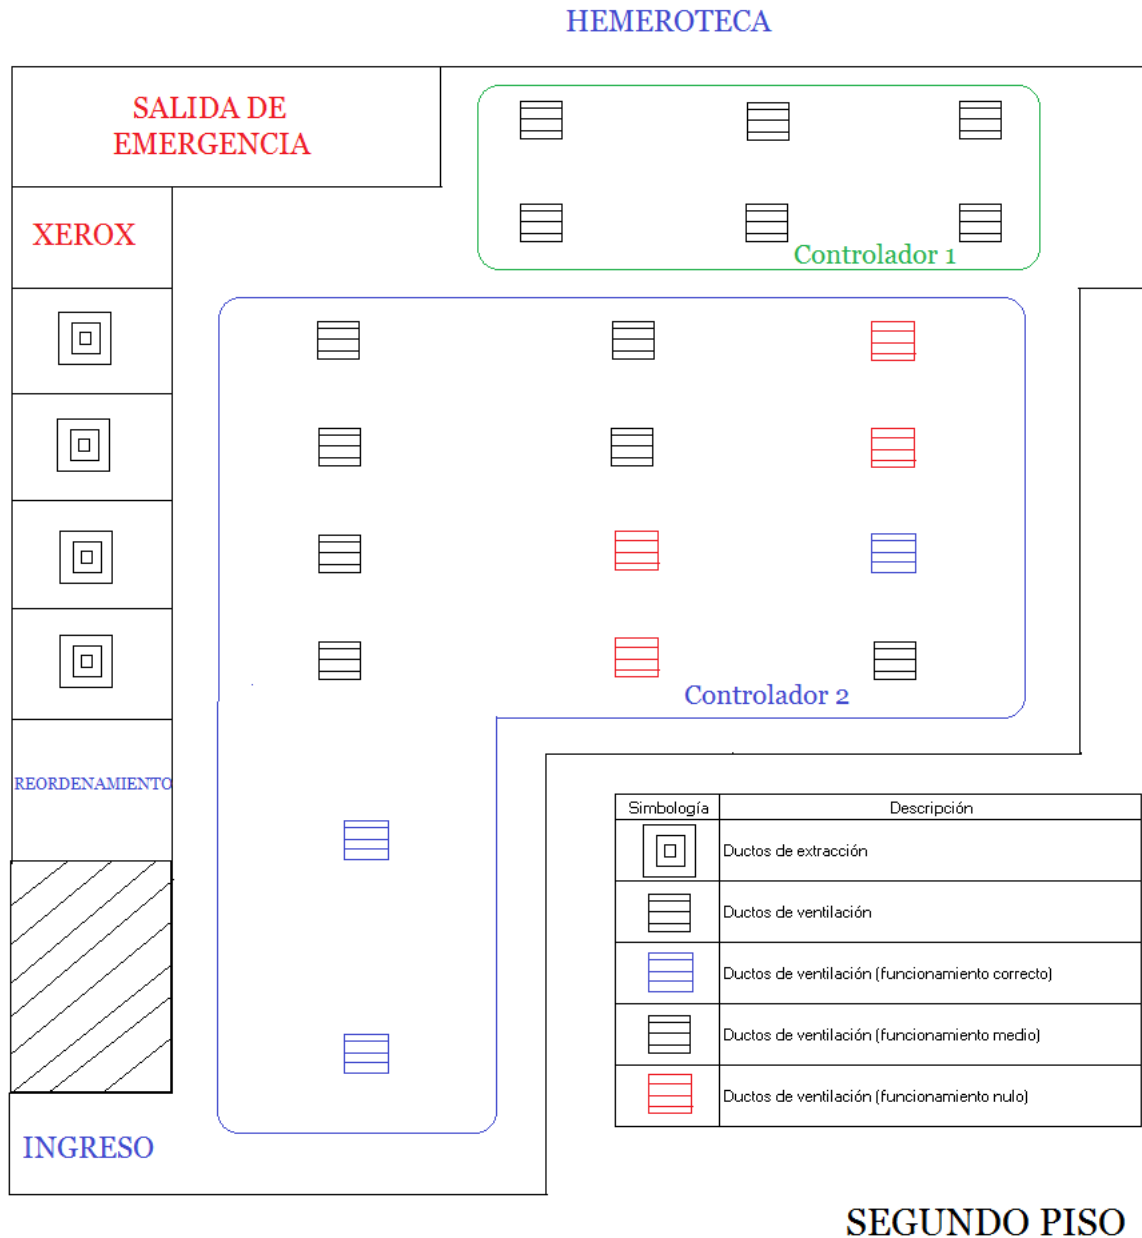 HEMEROTECA
SALIDA DE
EMERGENCIA
XEROX
Controlador 1
Controlador 2
REORDENAMIENTO
INGRESO
Simbología Descripción
Ductos de extracción
Ductos de ventilación
Ductos de ventilación (funcionamiento correcto)
Ductos de ventilación (funcionamiento medio)
Ductos de ventilación (funcionamiento nulo)
SEGUNDO PISO